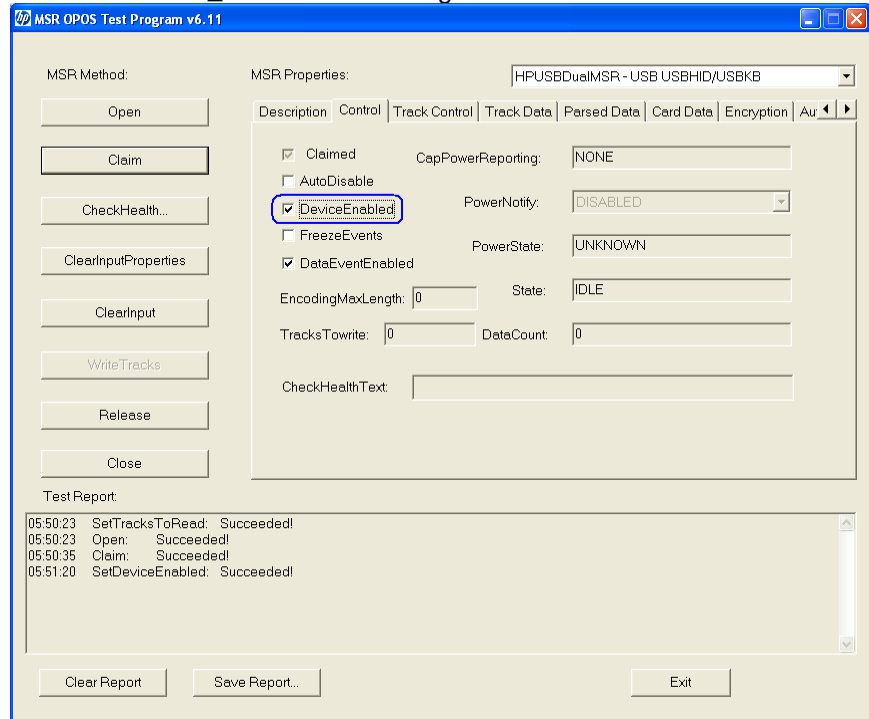 hp MSR OPOS Test Program v6.11
MSR Method:
MSR Properties:
HPUSBDualMSR - USB USBHID/USBKB
Open
Claim
CheckHealth...
ClearInputProperties
ClearInput
WriteTracks
Release
Close
Description Control Track Control Track Data Parsed Data Card Data Encryption Au
Claimed
AutoDisable
DeviceEnabled
FreezeEvents
DataEventEnabled
CapPowerReporting: NONE
PowerNotify: DISABLED
PowerState: UNKNOWN
EncodingMaxLength: 0
State: IDLE
TracksTowrite: 0
DataCount: 0
CheckHealthText:
Test Report:
05:50:23 SetTracksToRead: Succeeded!
05:50:23 Open: Succeeded!
05:50:35 Claim: Succeeded!
05:51:20 SetDeviceEnabled: Succeeded!
Clear Report
Save Report...
Exit